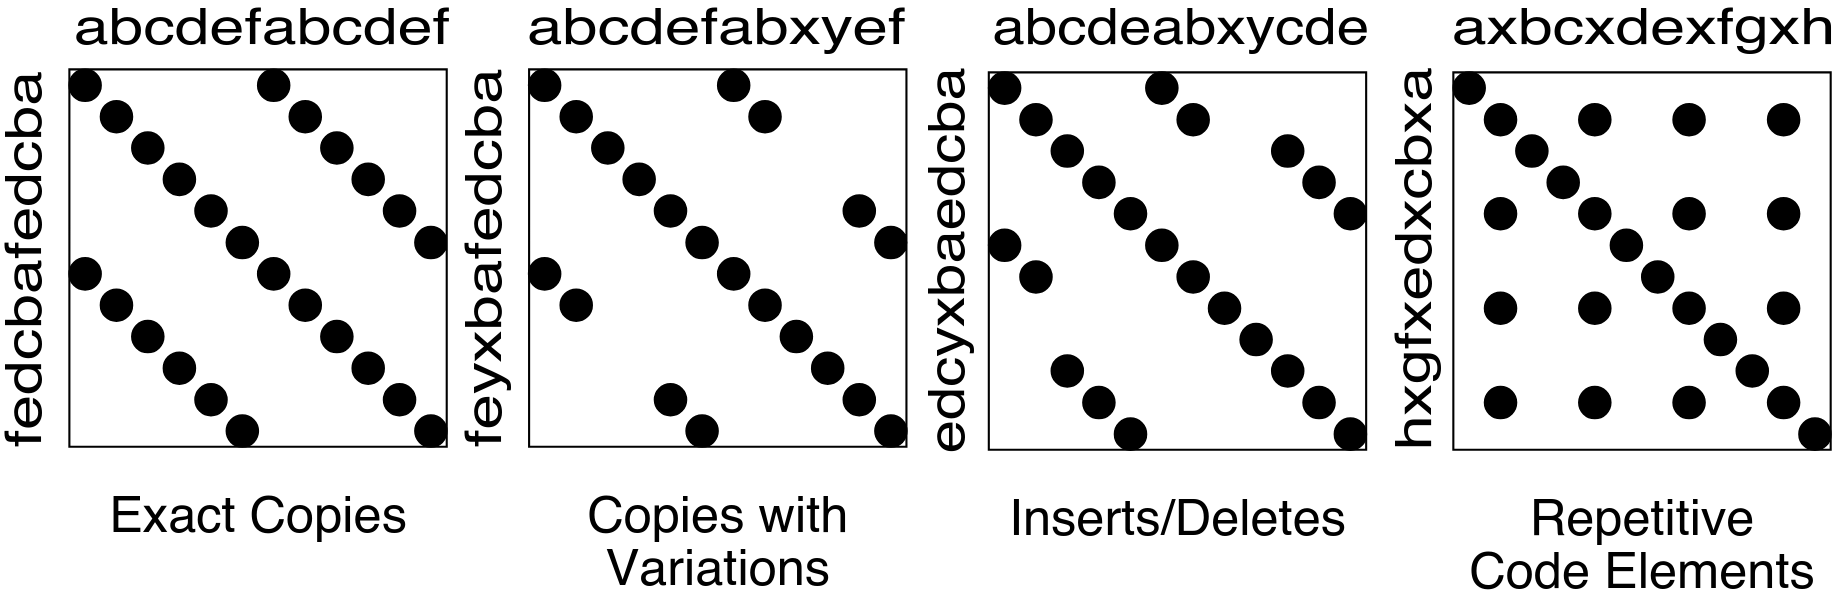 abcdefabcdef
abcdefabxyef
abcdeabxycde
axbcxdexfgxh
fedcbafedcba
feyxbafedcba
edcyxbaedcba
hxgfxedxcbxa
Exact Copies
Copies with
Variations
Inserts/Deletes
Repetitive
Code Elements